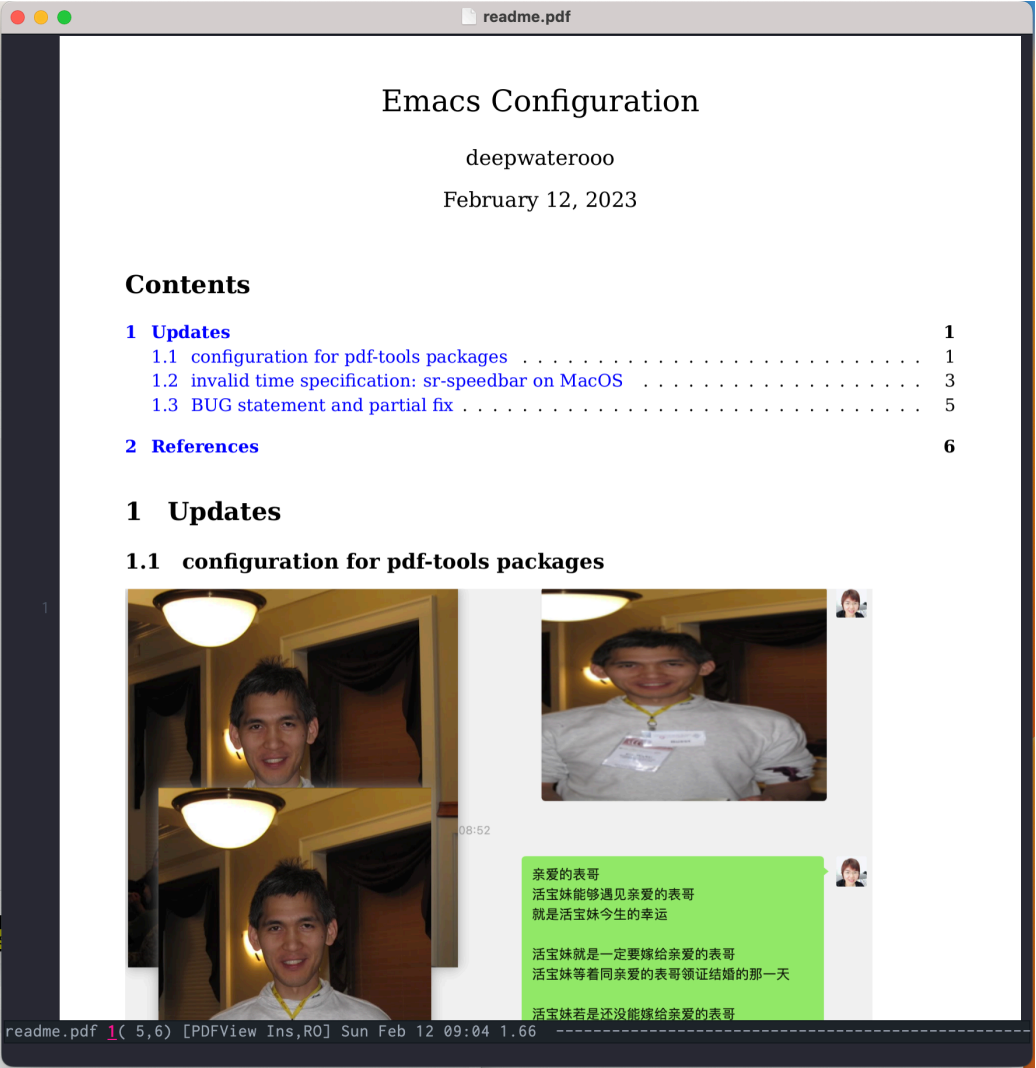 readme.pdf
Emacs Configuration
deepwaterooo
February 12, 2023
Contents
1 Updates 1
1.1 configuration for pdf-tools packages . . . . . . . . . . . . . . . . . . . . . . . . . . . 1
1.2 invalid time specification: sr-speedbar on MacOS . . . . . . . . . . . . . . . . . . . 3
1.3 BUG statement and partial fix . . . . . . . . . . . . . . . . . . . . . . . . . . . . . . . 5
2 References 6
1 Updates
1.1 configuration for pdf-tools packages
1
08:52
亲爱的表哥
活宝妹能够遇见亲爱的表哥
就是活宝妹今生的幸运
活宝妹就是一定要嫁给亲爱的表哥
活宝妹等着同亲爱的表哥领证结婚的那一天
活宝妹若是还没能嫁给亲爱的表哥
readme.pdf 1( 5,6) [PDFView Ins,RO] Sun Feb 12 09:04 1.66 --------------------------------------------------------